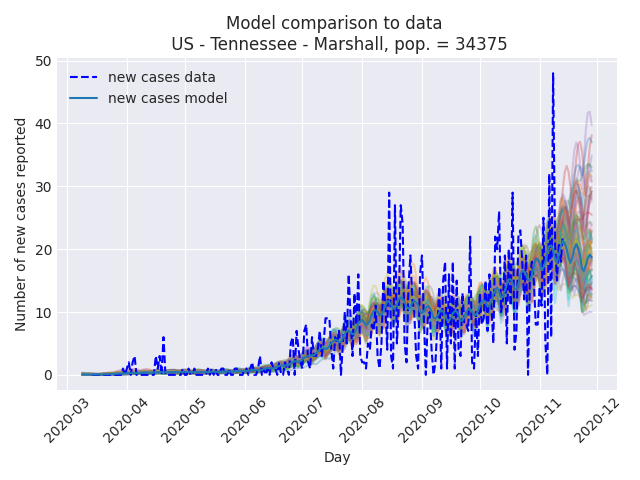 Model comparison to data
US - Tennessee - Marshall, pop. = 34375
new cases data
new cases model
Number of new cases reported
50
40
30
20
10
0
2020-03
2020-04
2020-05
2020-06
2020-07
2020-08
2020-09
2020-10
2020-11
2020-12
Day